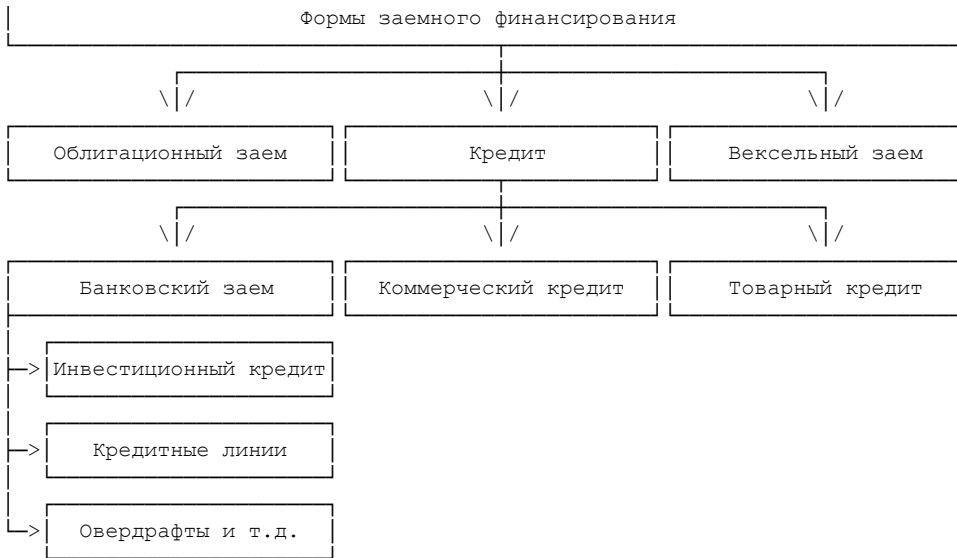 Формы заемного финансирования
Облигационный заем Кредит Вексельный заем
Банковский заем Коммерческий кредит Товарный кредит
Инвестиционный кредит
Кредитные линии
Овердрафты и т.д.